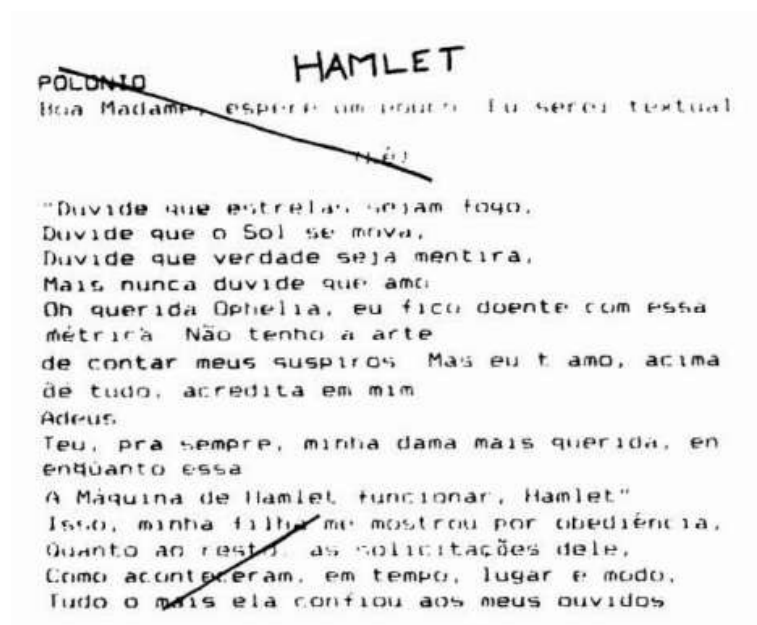 HAMLET
POLONIO
Boa Madame, espere um pouco Eu serei textual
(Lê)
"Duvide que estrelas sejam fogo,
Duvide que o Sol se mova,
Duvide que verdade seja mentira,
Mais nunca duvide que amo
Oh querida Ophelia, eu fico doente com essa
métrica Não tenho a arte
de contar meus suspiros Mas eu t amo, acima
de tudo, acredita em mim
Adeus
Teu, pra sempre, minha dama mais querida, en
enquanto essa
A Máquina de Hamlet funcionar, Hamlet"
Isso, minha filha me mostrou por obediência,
Quanto ao resto, as solicitações dele,
Como aconteceram, em tempo, lugar e modo,
Tudo o mais ela confiou aos meus ouvidos